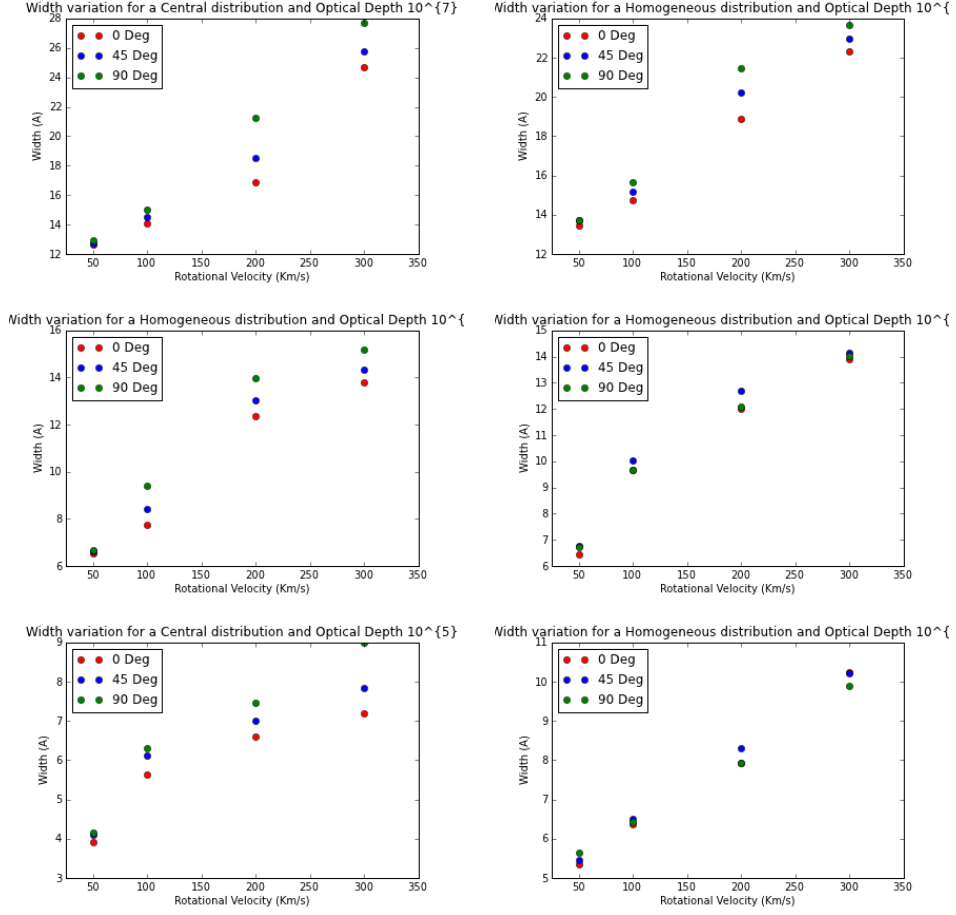 Width variation for a Central distribution and Optical Depth 10^{7}
28
26
24
22
20
18
16
14
12
Width (A)
0 Deg
45 Deg
90 Deg
50 100 150 200 250 300 350
Rotational Velocity (Km/s)
Width variation for a Homogeneous distribution and Optical Depth 10^{
24
22
20
18
16
14
12
Width (A)
0 Deg
45 Deg
90 Deg
50 100 150 200 250 300 350
Rotational Velocity (Km/s)
Width variation for a Homogeneous distribution and Optical Depth 10^{
16
14
12
10
8
6
Width (A)
0 Deg
45 Deg
90 Deg
50 100 150 200 250 300 350
Rotational Velocity (Km/s)
Width variation for a Homogeneous distribution and Optical Depth 10^{
15
14
13
12
11
10
9
8
7
6
Width (A)
0 Deg
45 Deg
90 Deg
50 100 150 200 250 300 350
Rotational Velocity (Km/s)
Width variation for a Central distribution and Optical Depth 10^{5}
9
8
7
6
5
4
3
Width (A)
0 Deg
45 Deg
90 Deg
50 100 150 200 250 300 350
Rotational Velocity (Km/s)
Width variation for a Homogeneous distribution and Optical Depth 10^{
11
10
9
8
7
6
5
Width (A)
0 Deg
45 Deg
90 Deg
50 100 150 200 250 300 350
Rotational Velocity (Km/s)